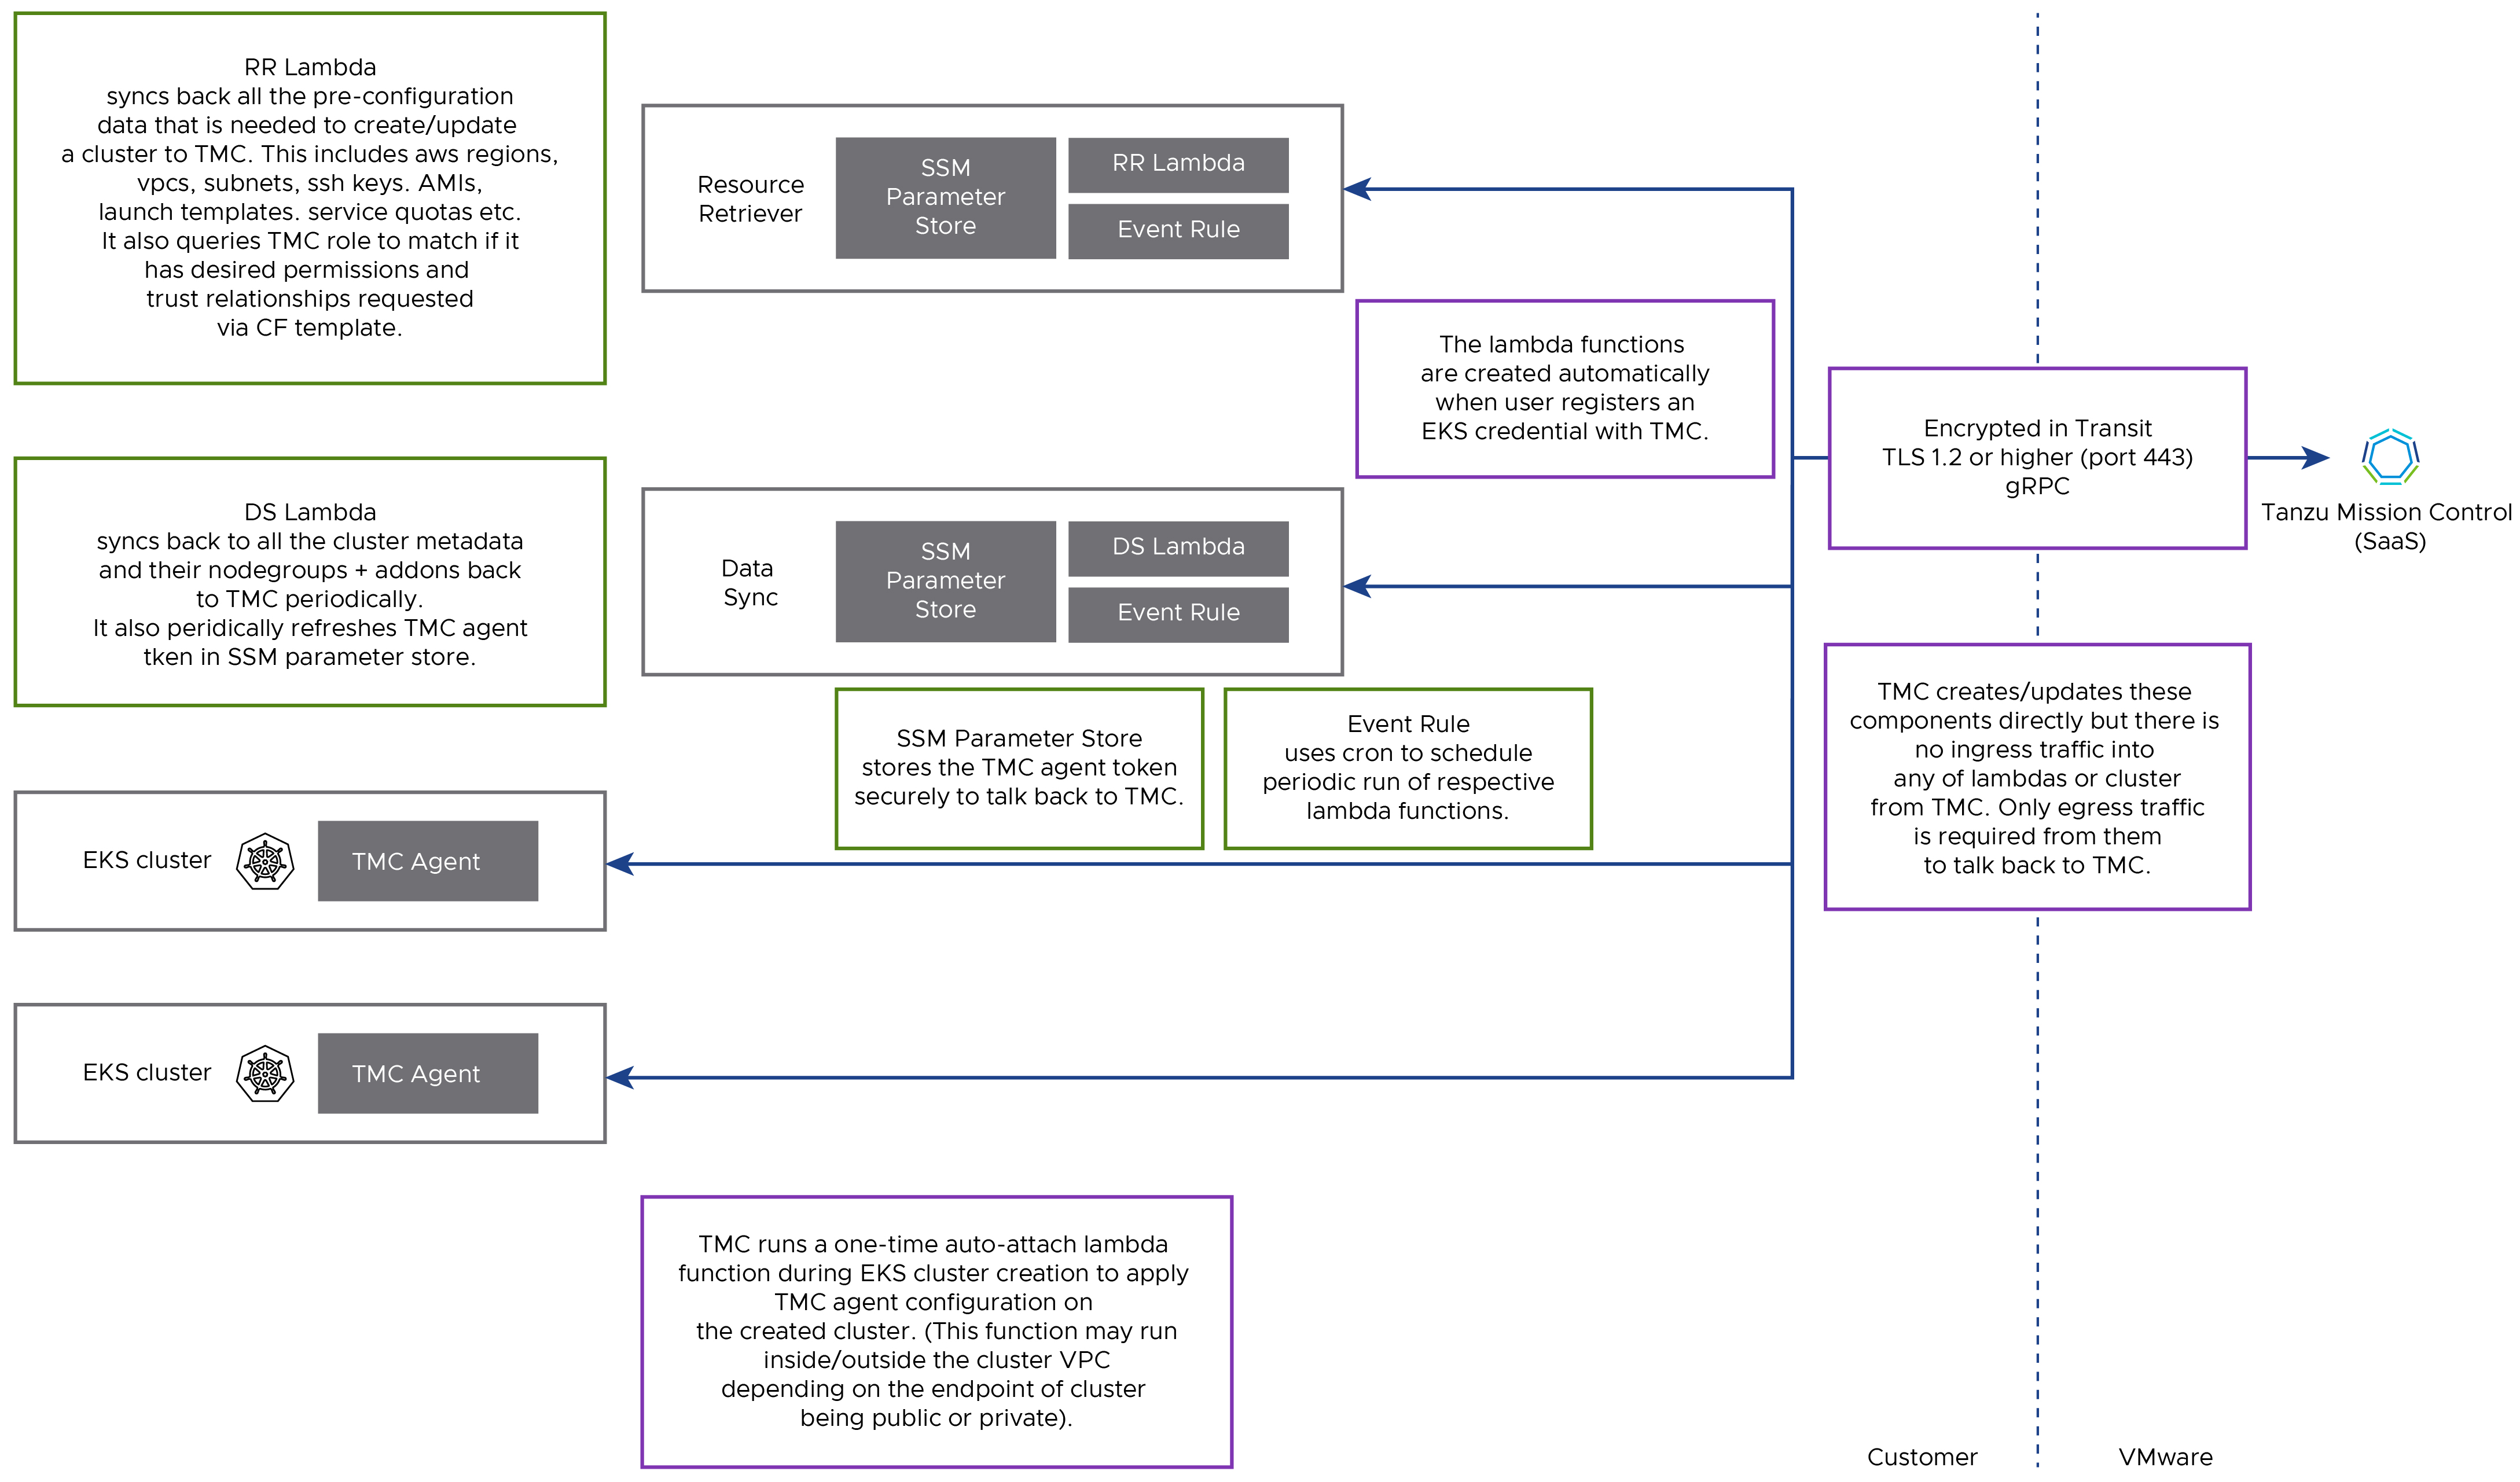 RR Lambda
syncs back all the pre-configuration
data that is needed to create/update
a cluster to TMC. This includes aws regions,
vpcs, subnets, ssh keys. AMIs,
launch templates. service quotas etc.
It also queries TMC role to match if it
has desired permissions and
trust relationships requested
via CF template.
Resource
Retriever
SSM
Parameter
Store
RR Lambda
Event Rule
The lambda functions
are created automatically
when user registers an
EKS credential with TMC.
Encrypted in Transit
TLS 1.2 or higher (port 443)
gRPC
Tanzu Mission Control
(SaaS)
DS Lambda
syncs back to all the cluster metadata
and their nodegroups + addons back
to TMC periodically.
It also peridically refreshes TMC agent
tken in SSM parameter store.
Data
Sync
SSM
Parameter
Store
DS Lambda
Event Rule
SSM Parameter Store
stores the TMC agent token
securely to talk back to TMC.
Event Rule
uses cron to schedule
periodic run of respective
lambda functions.
TMC creates/updates these
components directly but there is
no ingress traffic into
any of lambdas or cluster
from TMC. Only egress traffic
is required from them
to talk back to TMC.
EKS cluster
TMC Agent
EKS cluster
TMC Agent
TMC runs a one-time auto-attach lambda
function during EKS cluster creation to apply
TMC agent configuration on
the created cluster. (This function may run
inside/outside the cluster VPC
depending on the endpoint of cluster
being public or private).
Customer
VMware